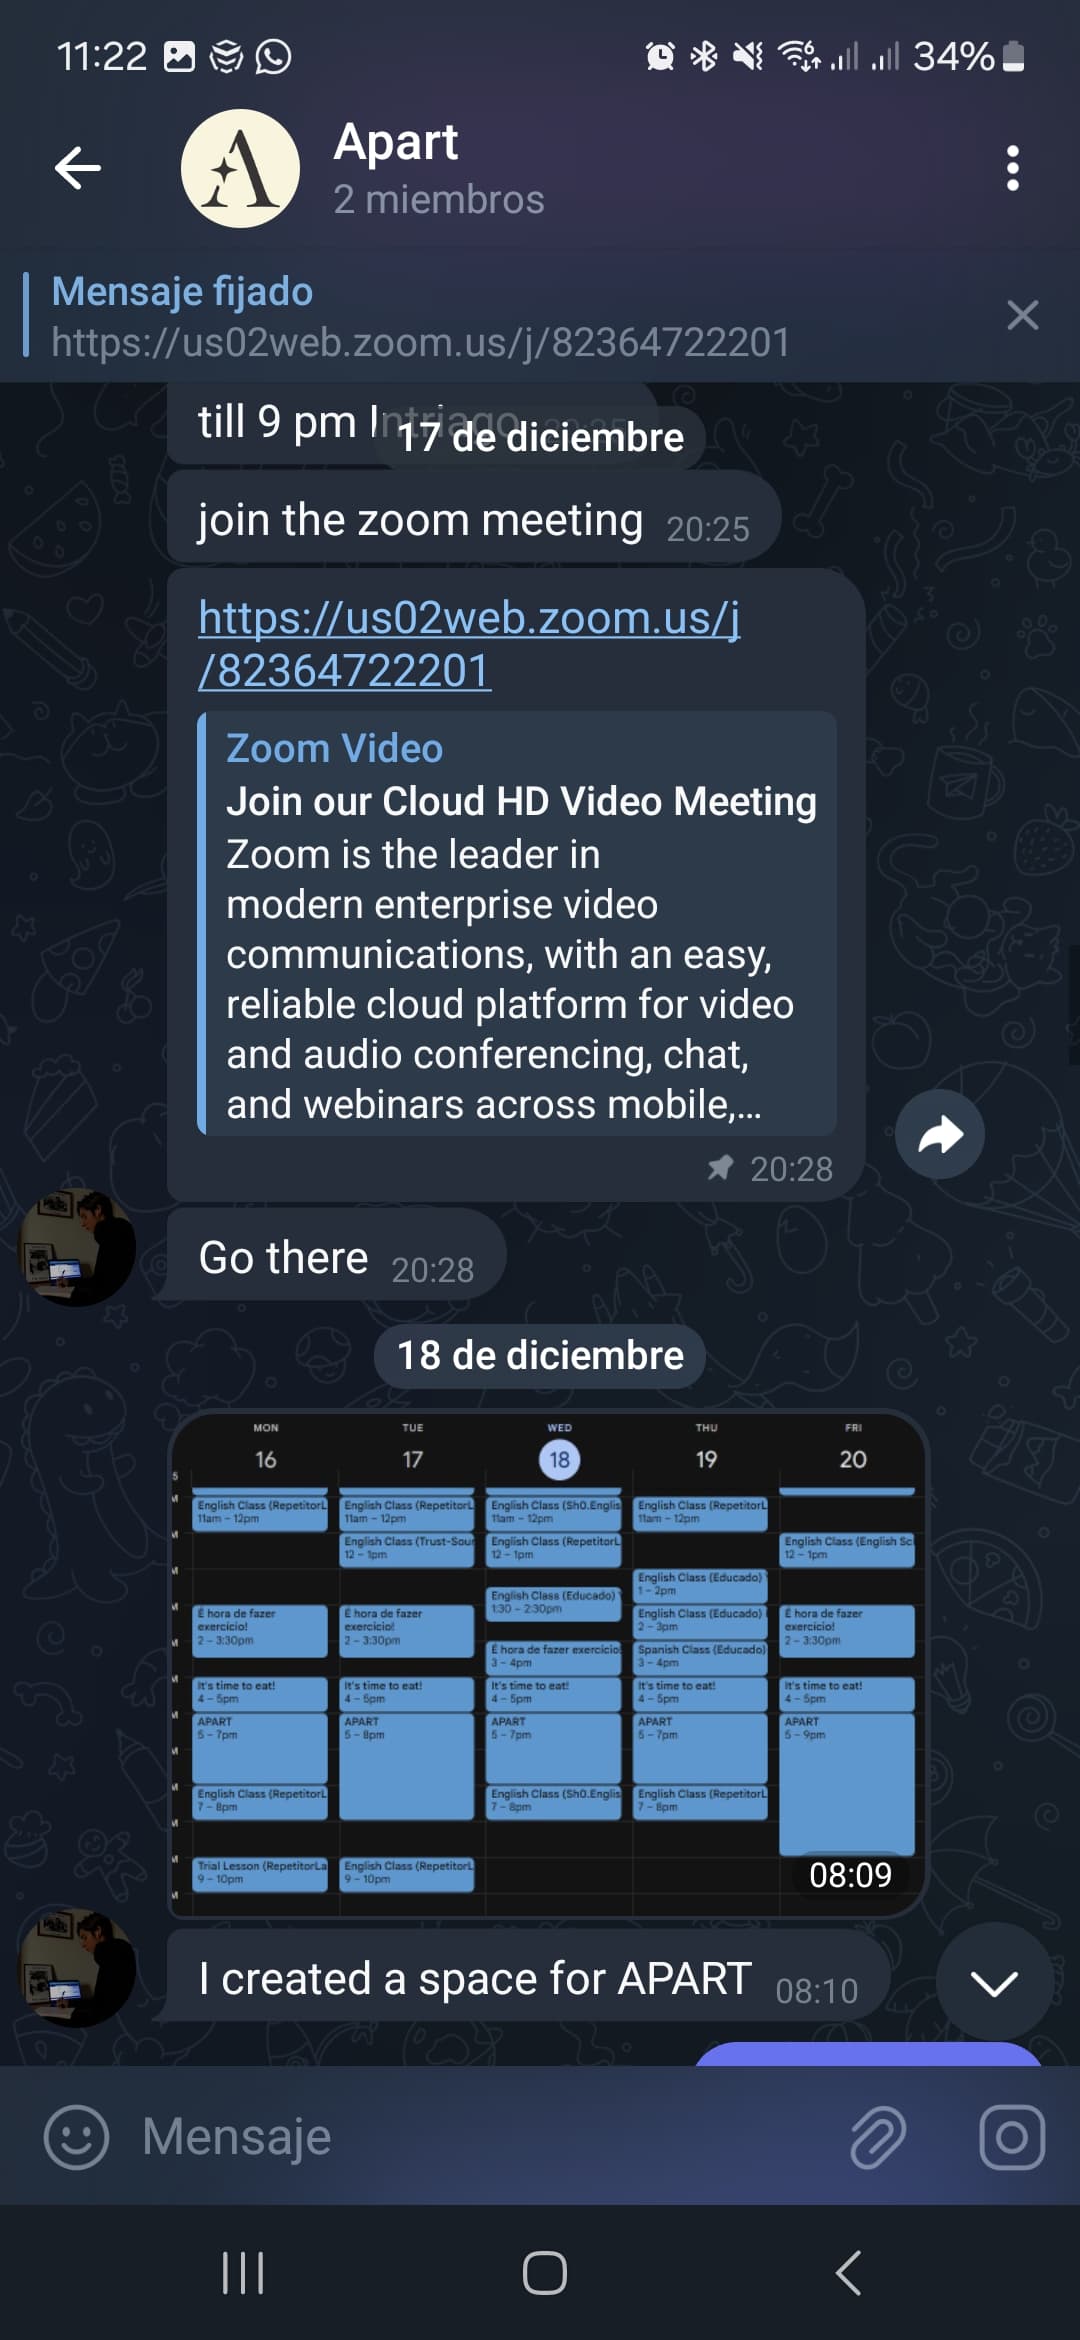 11:22
34%
Apart
2 miembros
Mensaje fijado
https://us02web.zoom.us/j/82364722201
till 9 pm Intriago
17 de diciembre
join the zoom meeting 20:25
https://us02web.zoom.us/j
/82364722201
Zoom Video
Join our Cloud HD Video Meeting
Zoom is the leader in
modern enterprise video
communications, with an easy,
reliable cloud platform for video
and audio conferencing, chat,
and webinars across mobile,...
20:28
Go there 20:28
18 de diciembre
MON TUE WED THU FRI
16 17 18 19 20
English Class (RepetitorL
11am – 12pm
É hora de fazer
exercício!
2 – 3:30pm
It's time to eat!
4 – 5pm
APART
5 – 7pm
English Class (RepetitorL
7 – 8pm
Trial Lesson (RepetitorLa
9 – 10pm
English Class (RepetitorL
11am – 12pm
English Class (Trust-Sour
12 – 1pm
É hora de fazer
exercício!
2 – 3:30pm
It's time to eat!
4 – 5pm
APART
5 – 8pm
English Class (RepetitorL
9 – 10pm
English Class (ShO.Englis
11am – 12pm
English Class (RepetitorL
12 – 1pm
English Class (Educado)
1:30 – 2:30pm
É hora de fazer exercício!
3 – 4pm
It's time to eat!
4 – 5pm
APART
5 – 7pm
English Class (ShO.Englis
7 – 8pm
English Class (RepetitorL
11am – 12pm
English Class (Educado)
1 – 2pm
English Class (Educado)
2 – 3pm
Spanish Class (Educado)
3 – 4pm
It's time to eat!
4 – 5pm
APART
5 – 7pm
English Class (RepetitorL
7 – 8pm
English Class (English Sc
12 – 1pm
É hora de fazer
exercício!
2 – 3:30pm
It's time to eat!
4 – 5pm
APART
5 – 9pm
08:09
I created a space for APART 08:10
Mensaje